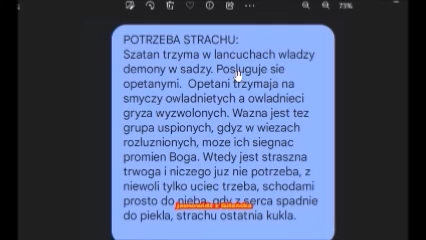 73%
POTRZEBA STRACHU:
Szatan trzyma w lancuchach wladzy
demony w sadzy. Posluguje sie
opetanymi. Opetani trzymaja na
smyczy owladnietych a owladnieci
gryza wyzwolonych. Wazna jest tez
grupa uspionych, gdyz w wiezach
rozluznionych, moze ich siegnac
promien Boga. Wtedy jest straszna
trwoga i niczego juz nie potrzeba, z
niewoli tylko uciec trzeba, schodami
prosto do nieba, gdy z serca spadnie
do piekla, strachu ostatnia kukla.